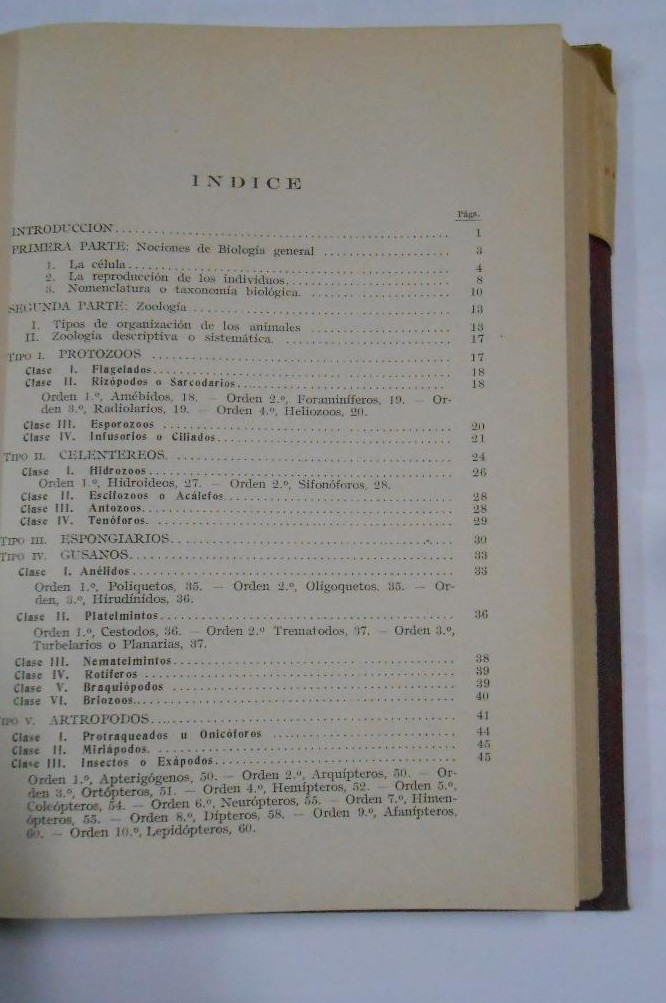 INDICE
Págs.
INTRODUCCION 1
PRIMERA PARTE: Nociones de Biología general 3
1. La célula 4
2. La reproducción de los individuos 8
3. Nomenclatura o taxonomía biológica. 10
SEGUNDA PARTE: Zoología 13
I. Tipos de organización de los animales 13
II. Zoología descriptiva o sistemática. 17
TIPO I. PROTOZOOS 17
Clase I. Flagelados 18
Clase II. Rizópodos o Sarcodarios 18
Orden 1.º, Amébidos, 18. — Orden 2.º, Foraminíferos, 19. — Or-
den 3.º, Radiolarios, 19. — Orden 4.º, Heliozoos, 20.
Clase III. Esporozoos 20
Clase IV. Infusorios o Ciliados 21
TIPO II. CELENTEREOS. 24
Clase I. Hidrozoos 26
Orden 1.º, Hidroideos, 27. — Orden 2.º, Sifonóforos, 28.
Clase II. Escifozoos o Acálefos 28
Clase III. Antozoos 28
Clase IV. Tenóforos. 29
TIPO III. ESPONGIARIOS 30
TIPO IV. GUSANOS 33
Clase I. Anélidos 33
Orden 1.º, Poliquetos, 35. — Orden 2.º, Oligoquetos, 35. — Or-
den, 3.º, Hirudínidos, 36.
Clase II. Platelmintos 36
Orden 1.º, Cestodos, 36. — Orden 2.º Trematodos, 37. — Orden 3.º,
Turbelarios o Planarias, 37.
Clase III. Nematelmintos 38
Clase IV. Rotíferos 39
Clase V. Braquiópodos 39
Clase VI. Briozoos 40
TIPO V. ARTROPODOS 41
Clase I. Protraqueados u Onicóforos 44
Clase II. Miriápodos. 45
Clase III. Insectos o Exápodos 45
Orden 1.º, Apterigógenos, 50. — Orden 2.º, Arquípteros, 50. — Or-
den 3.º, Ortópteros, 51. — Orden 4.º, Hemípteros, 52. — Orden 5.º,
Coleópteros, 54. — Orden 6.º, Neurópteros, 55. — Orden 7.º, Himen-
ópteros, 55. — Orden 8.º, Dípteros, 58. — Orden 9.º, Afanípteros,
60. — Orden 10.º, Lepidópteros, 60.